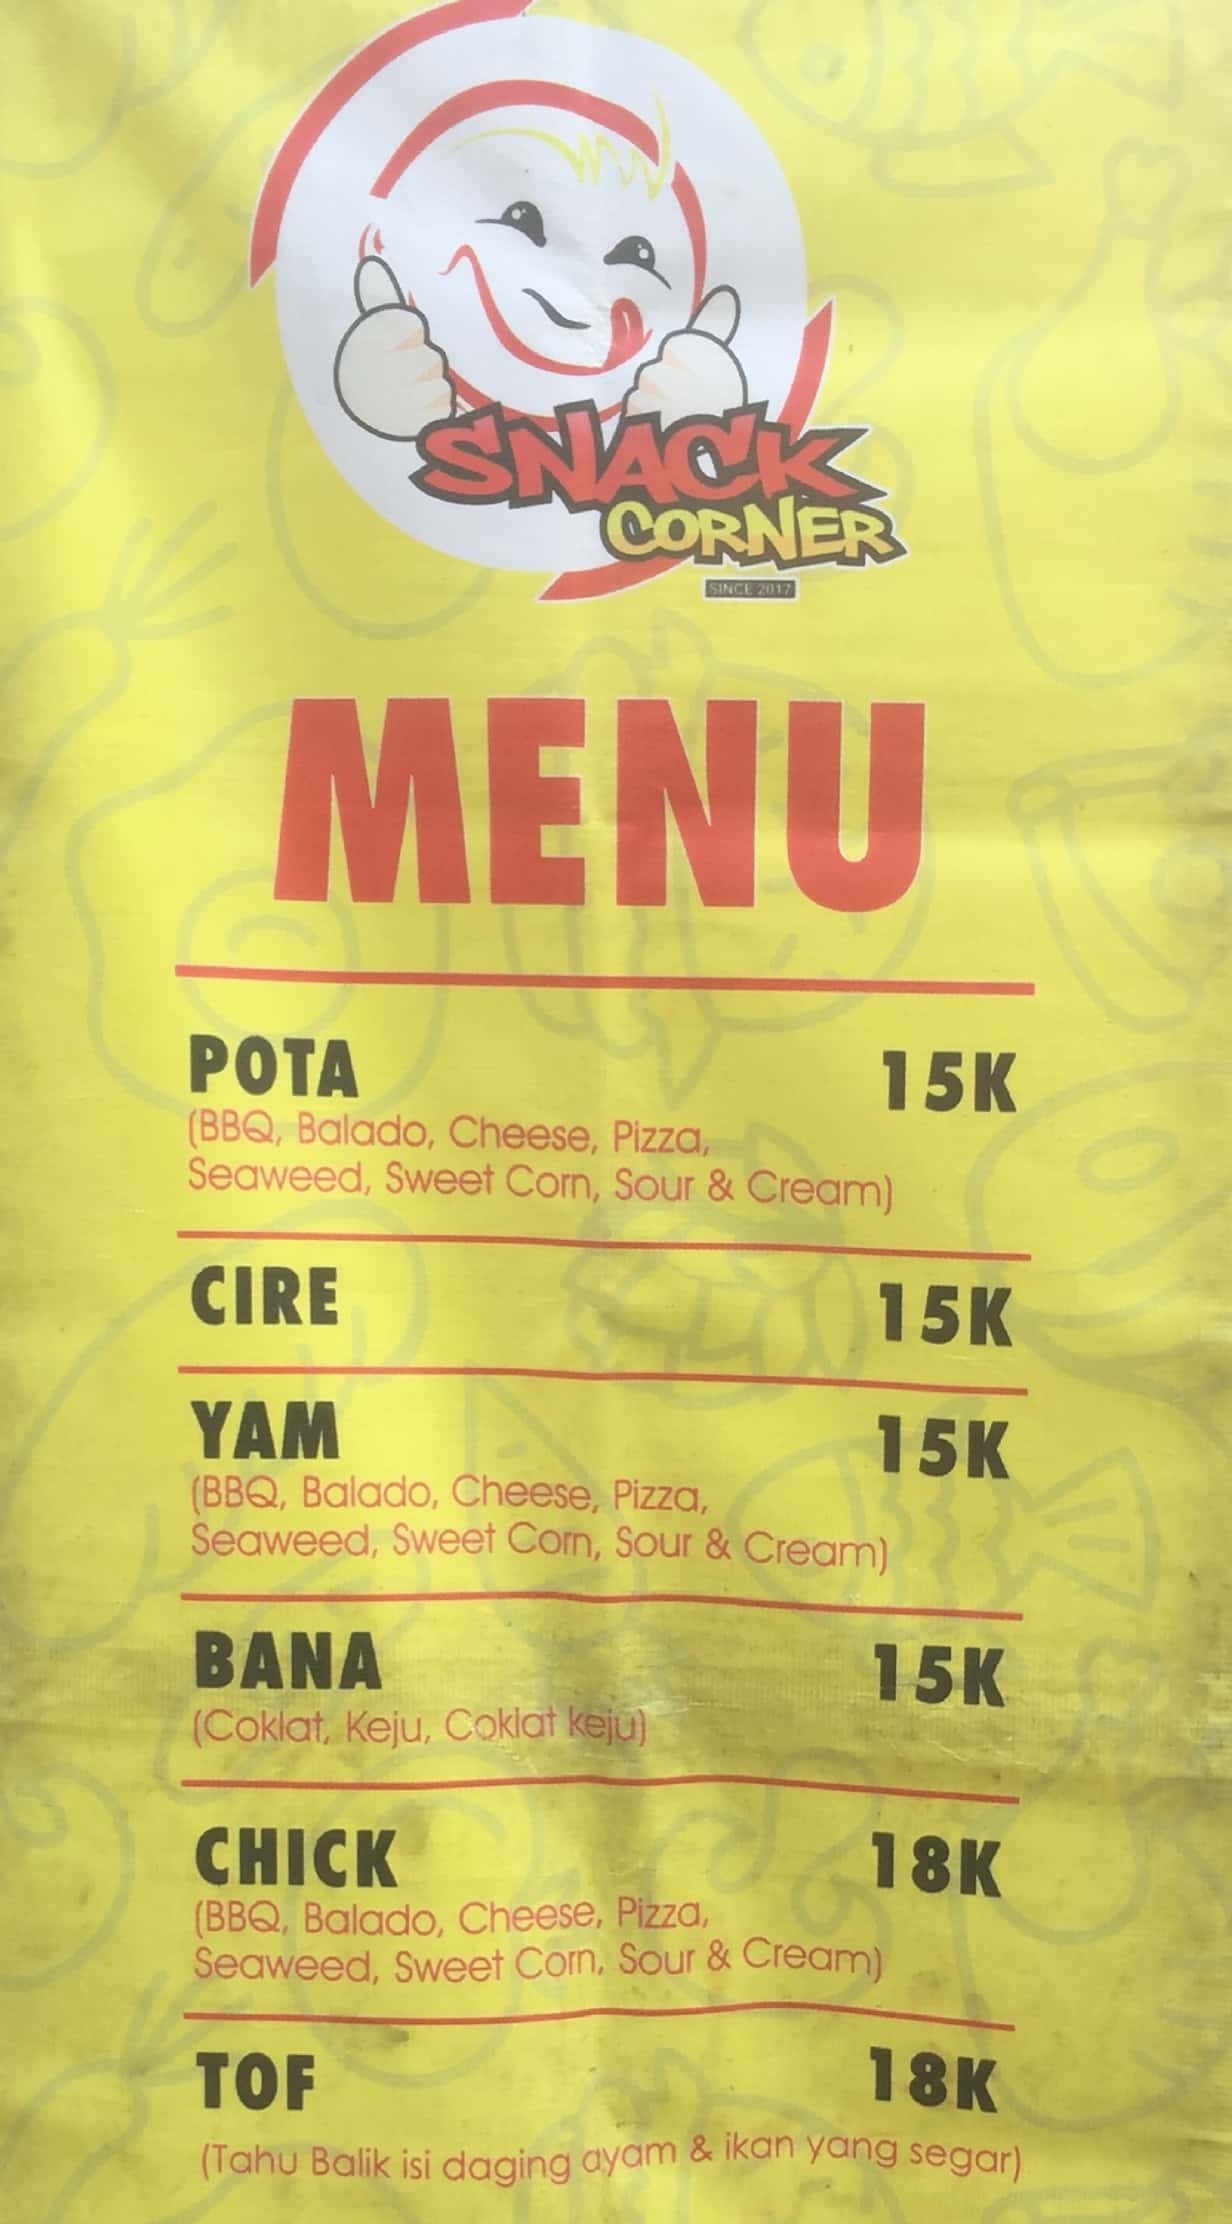 SNACK
CORNER
SINCE 2017
MENU
POTA 15K
(BBQ, Balado, Cheese, Pizza,
Seaweed, Sweet Corn, Sour & Cream)
CIRE 15K
YAM 15K
(BBQ, Balado, Cheese, Pizza,
Seaweed, Sweet Corn, Sour & Cream)
BANA 15K
(Coklat, Keju, Coklat keju)
CHICK 18K
(BBQ, Balado, Cheese, Pizza,
Seaweed, Sweet Corn, Sour & Cream)
TOF 18K
(Tahu Balik isi daging ayam & ikan yang segar)